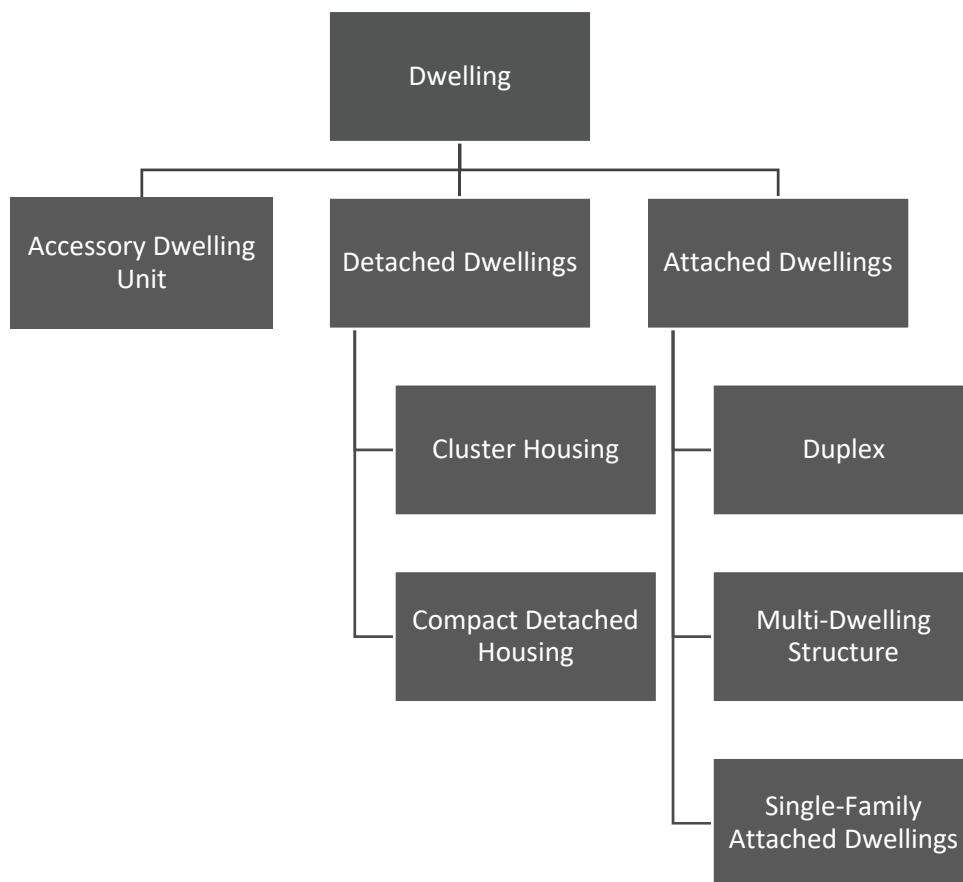 Dwelling
Accessory Dwelling
Unit
Detached Dwellings
Attached Dwellings
Cluster Housing
Duplex
Compact Detached
Housing
Multi-Dwelling
Structure
Single-Family
Attached Dwellings